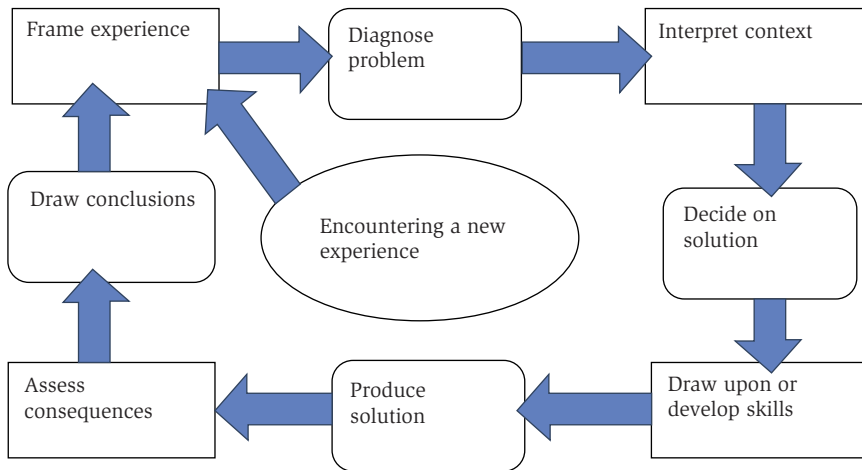 Frame experience
Diagnose
problem
Interpret context
Draw conclusions
Encountering a new
experience
Decide on
solution
Assess
consequences
Produce
solution
Draw upon or
develop skills